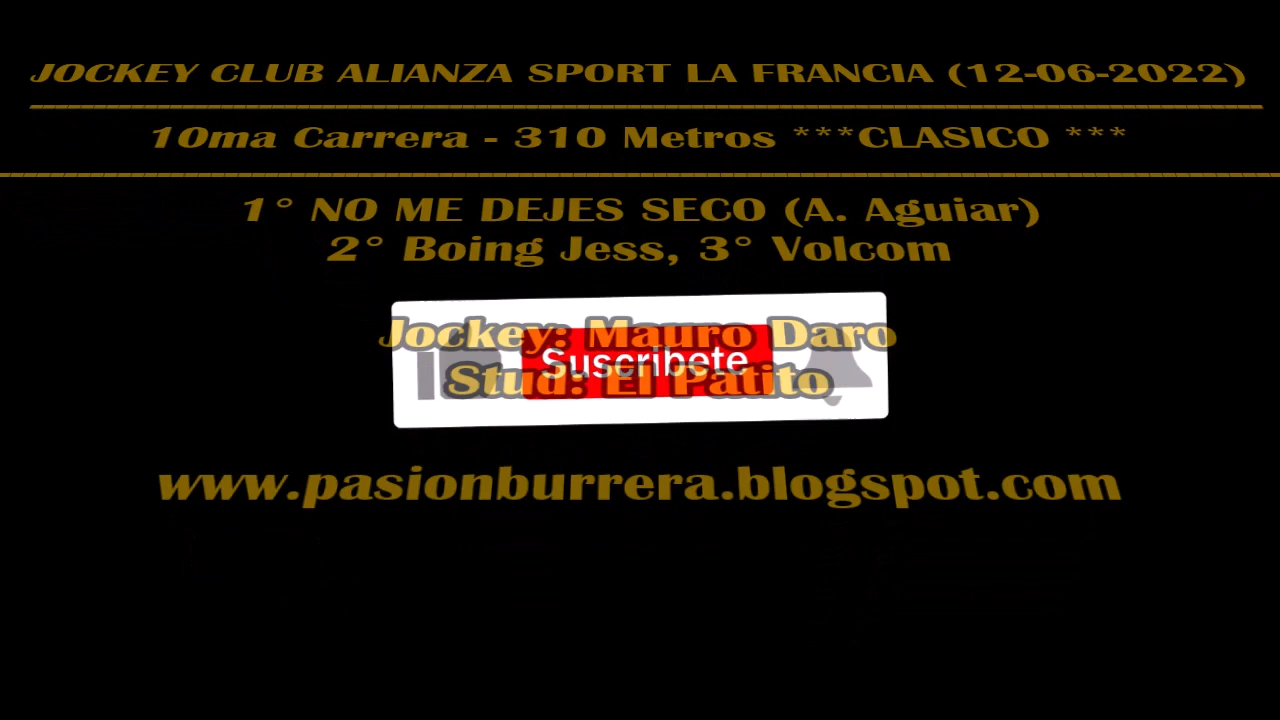 JOCKEY CLUB ALIANZA SPORT LA FRANCIA (12-06-2022)
10ma Carrera - 310 Metros ***CLASICO ***
1° NO ME DEJES SECO (A. Aguiar)
2° Boing Jess, 3° Volcom
Jockey: Mauro Daro
Suscribete
Stud: El Patito
www.pasionburrera.blogspot.com